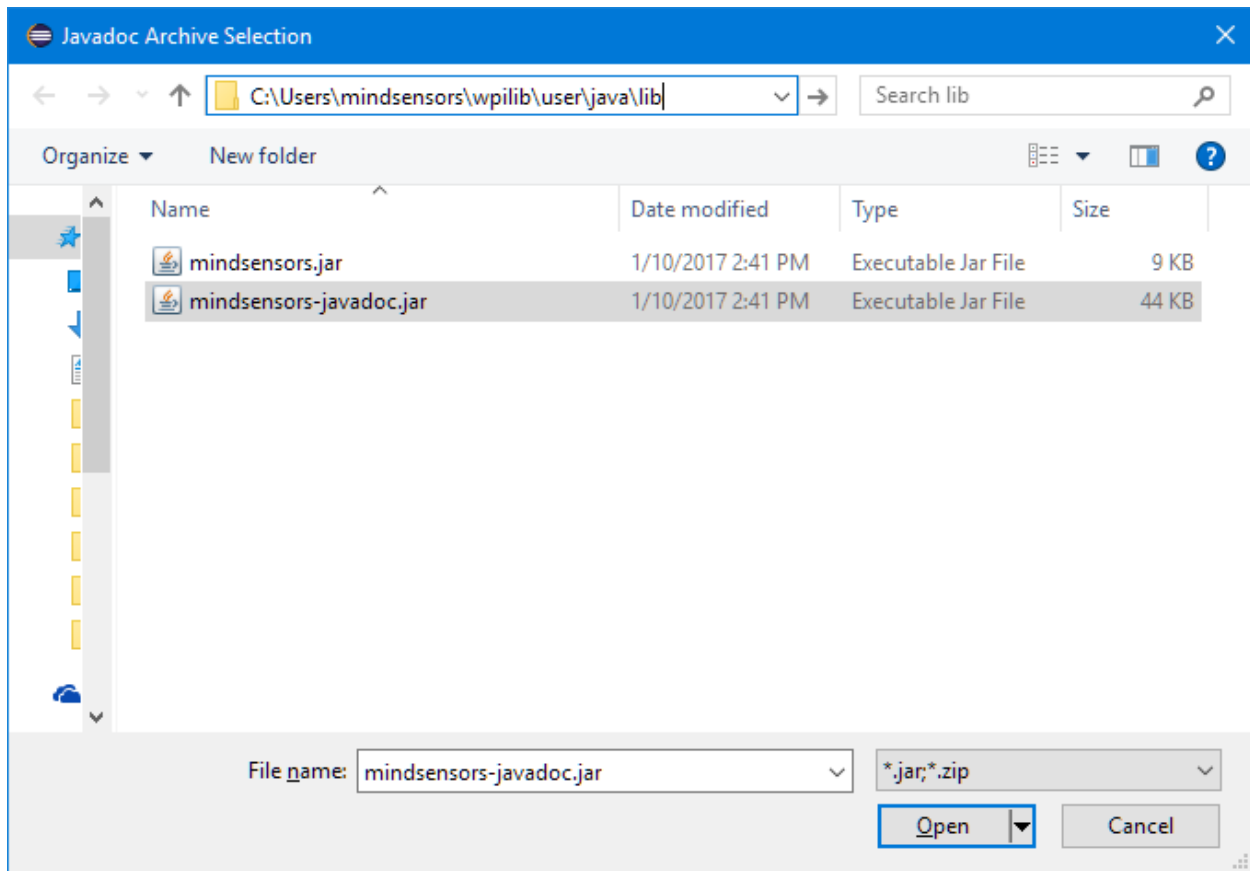 Javadoc Archive Selection
C:\Users\mindsensors\wpilib\user\java\lib Search lib
Organize New folder ?
Name Date modified Type Size
mindsensors.jar 1/10/2017 2:41 PM Executable Jar File 9 KB
mindsensors-javadoc.jar 1/10/2017 2:41 PM Executable Jar File 44 KB
File name: mindsensors-javadoc.jar *.jar;*.zip
Open Cancel